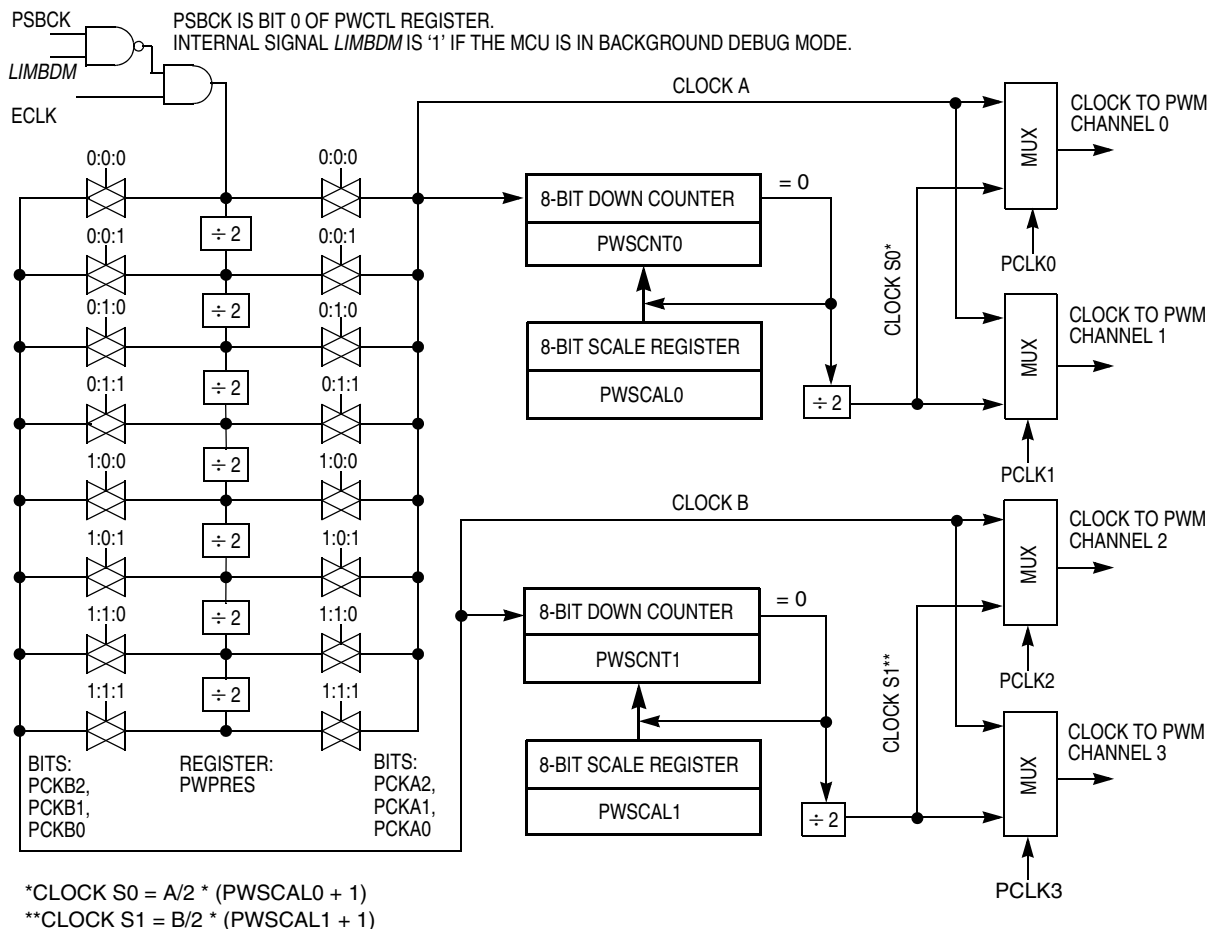 PSBCK
PSBCK IS BIT 0 OF PWCTL REGISTER.
INTERNAL SIGNAL LIMBDM IS ‘1’ IF THE MCU IS IN BACKGROUND DEBUG MODE.
LIMBDM
ECLK
CLOCK A
CLOCK TO PWM
CHANNEL 0
MUX
PCLK0
0:0:0
0:0:0
8-BIT DOWN COUNTER
= 0
PWSCNT0
÷ 2
0:0:1
0:0:1
÷ 2
0:1:0
0:1:0
8-BIT SCALE REGISTER
PWSCAL0
÷ 2
CLOCK S0*
CLOCK TO PWM
CHANNEL 1
MUX
PCLK1
÷ 2
0:1:1
0:1:1
÷ 2
1:0:0
1:0:0
÷ 2
1:0:1
1:0:1
÷ 2
1:1:0
1:1:0
÷ 2
1:1:1
1:1:1
CLOCK B
CLOCK TO PWM
CHANNEL 2
MUX
PCLK2
8-BIT DOWN COUNTER
= 0
PWSCNT1
8-BIT SCALE REGISTER
PWSCAL1
÷ 2
CLOCK S1**
CLOCK TO PWM
CHANNEL 3
MUX
PCLK3
BITS:
PCKB2,
PCKB1,
PCKB0
REGISTER:
PWPRES
BITS:
PCKA2,
PCKA1,
PCKA0
*CLOCK S0 = A/2 * (PWSCAL0 + 1)
**CLOCK S1 = B/2 * (PWSCAL1 + 1)